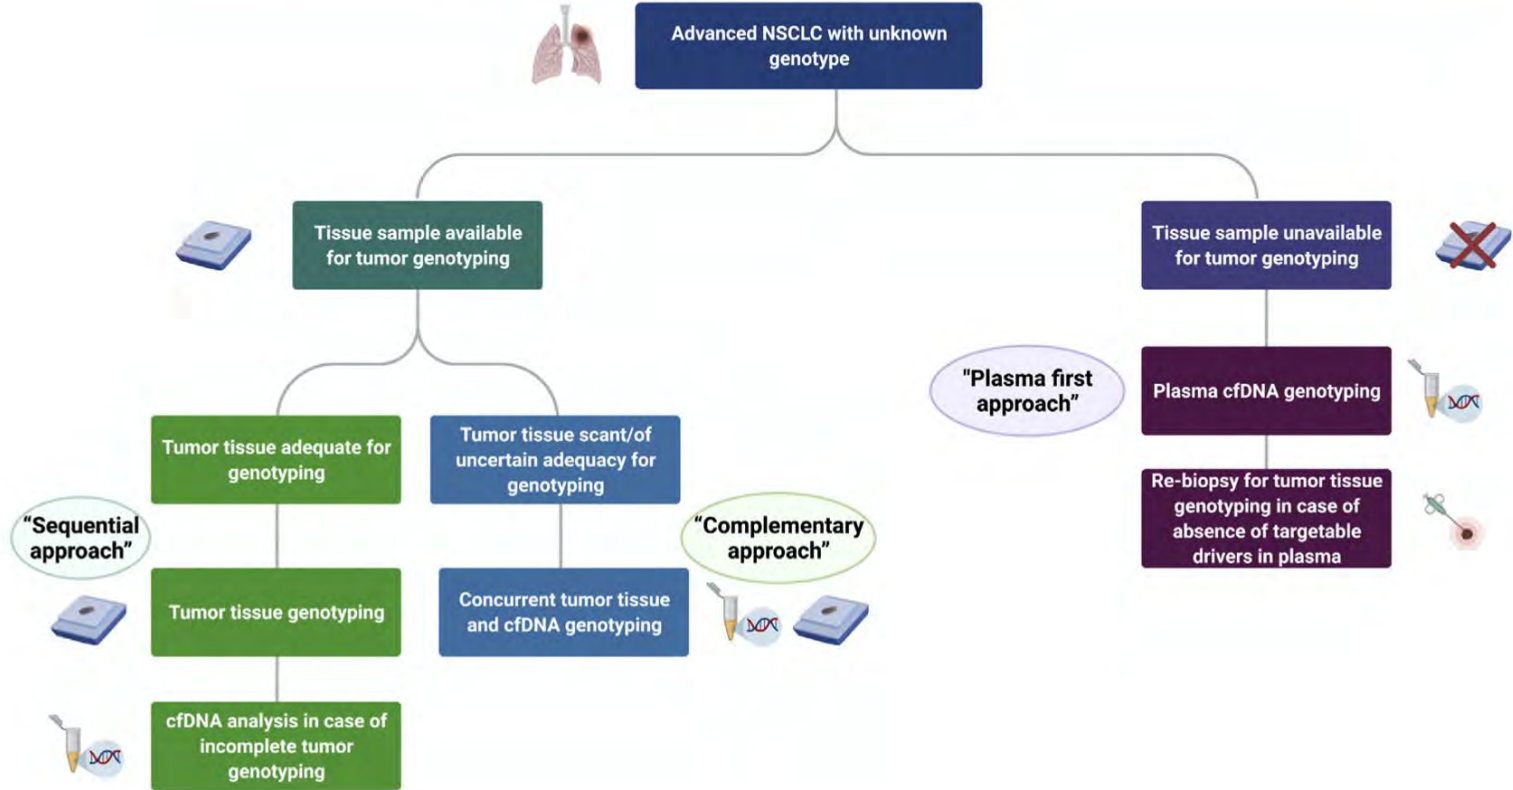 Advanced NSCLC with unknown
genotype
Tissue sample available
for tumor genotyping
Tissue sample unavailable
for tumor genotyping
"Plasma first
approach”
Plasma cfDNA genotyping
Re-biopsy for tumor tissue
genotyping in case of
absence of targetable
drivers in plasma
Tumor tissue adequate for
genotyping
Tumor tissue scant/of
uncertain adequacy for
genotyping
“Sequential
approach”
“Complementary
approach”
Tumor tissue genotyping
Concurrent tumor tissue
and cfDNA genotyping
cfDNA analysis in case of
incomplete tumor
genotyping